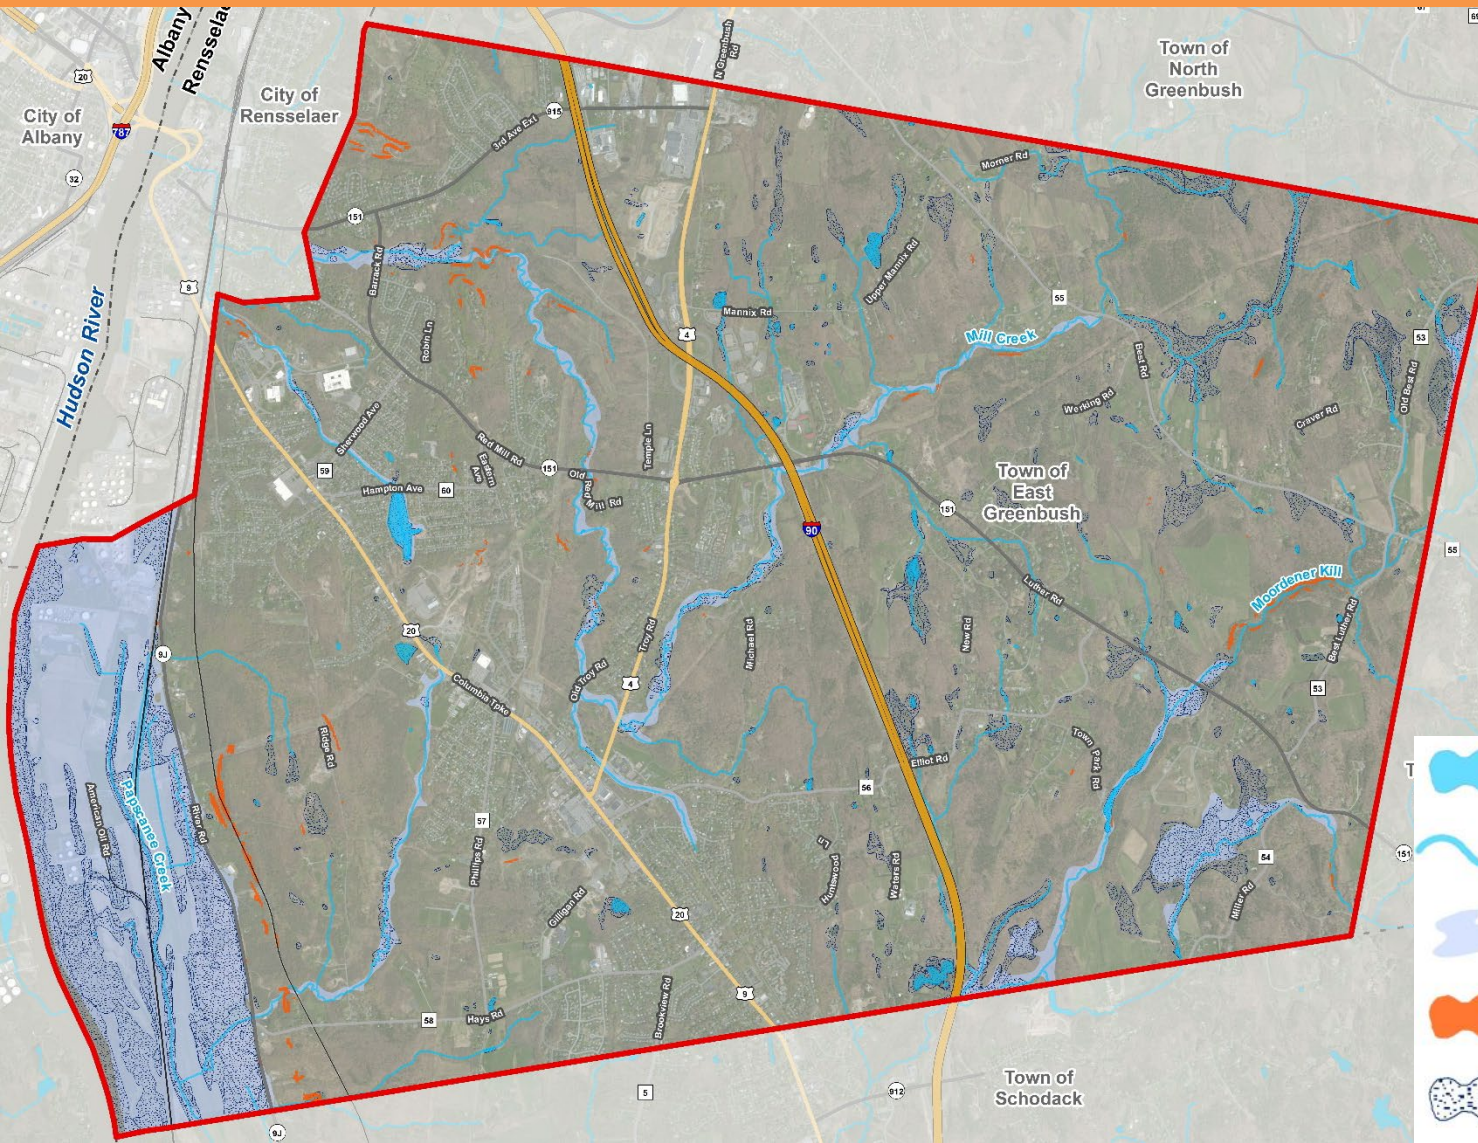 Albany
Rensselaer
69
20
City of
Albany
City of
Rensselaer
787
32
9
Hudson River
N Greenbush
Rd
Town of
North
Greenbush
915
3rd Ave Ext
151
Barrack Rd
Robin Ln
Morner Rd
Upper Mannix Rd
Mannix Rd
4
55
Mill Creek
Best Rd
53
Old Best Rd
Working Rd
Craver Rd
Sherwood Ave
59
Hampton Ave
60
Red Mill Rd
Eastern
Ave
151
Old
Red
Mill Rd
Temple Ln
90
Town of
East
Greenbush
151
Luther Rd
55
Moordener Kill
Best Luther Rd
53
9J
20
Columbia Tpke
Old Troy Rd
Troy Rd
4
Michael Rd
New Rd
Elliot Rd
Town Park Rd
56
Ridge Rd
American Oil Rd
Papscanee Creek
River Rd
57
Phillips Rd
Gilligan Rd
20
Huntswood
Ln
Waters Rd
54
Miller Rd
151
T
58
Hays Rd
Brookview Rd
9
5
912
Town of
Schodack
9J